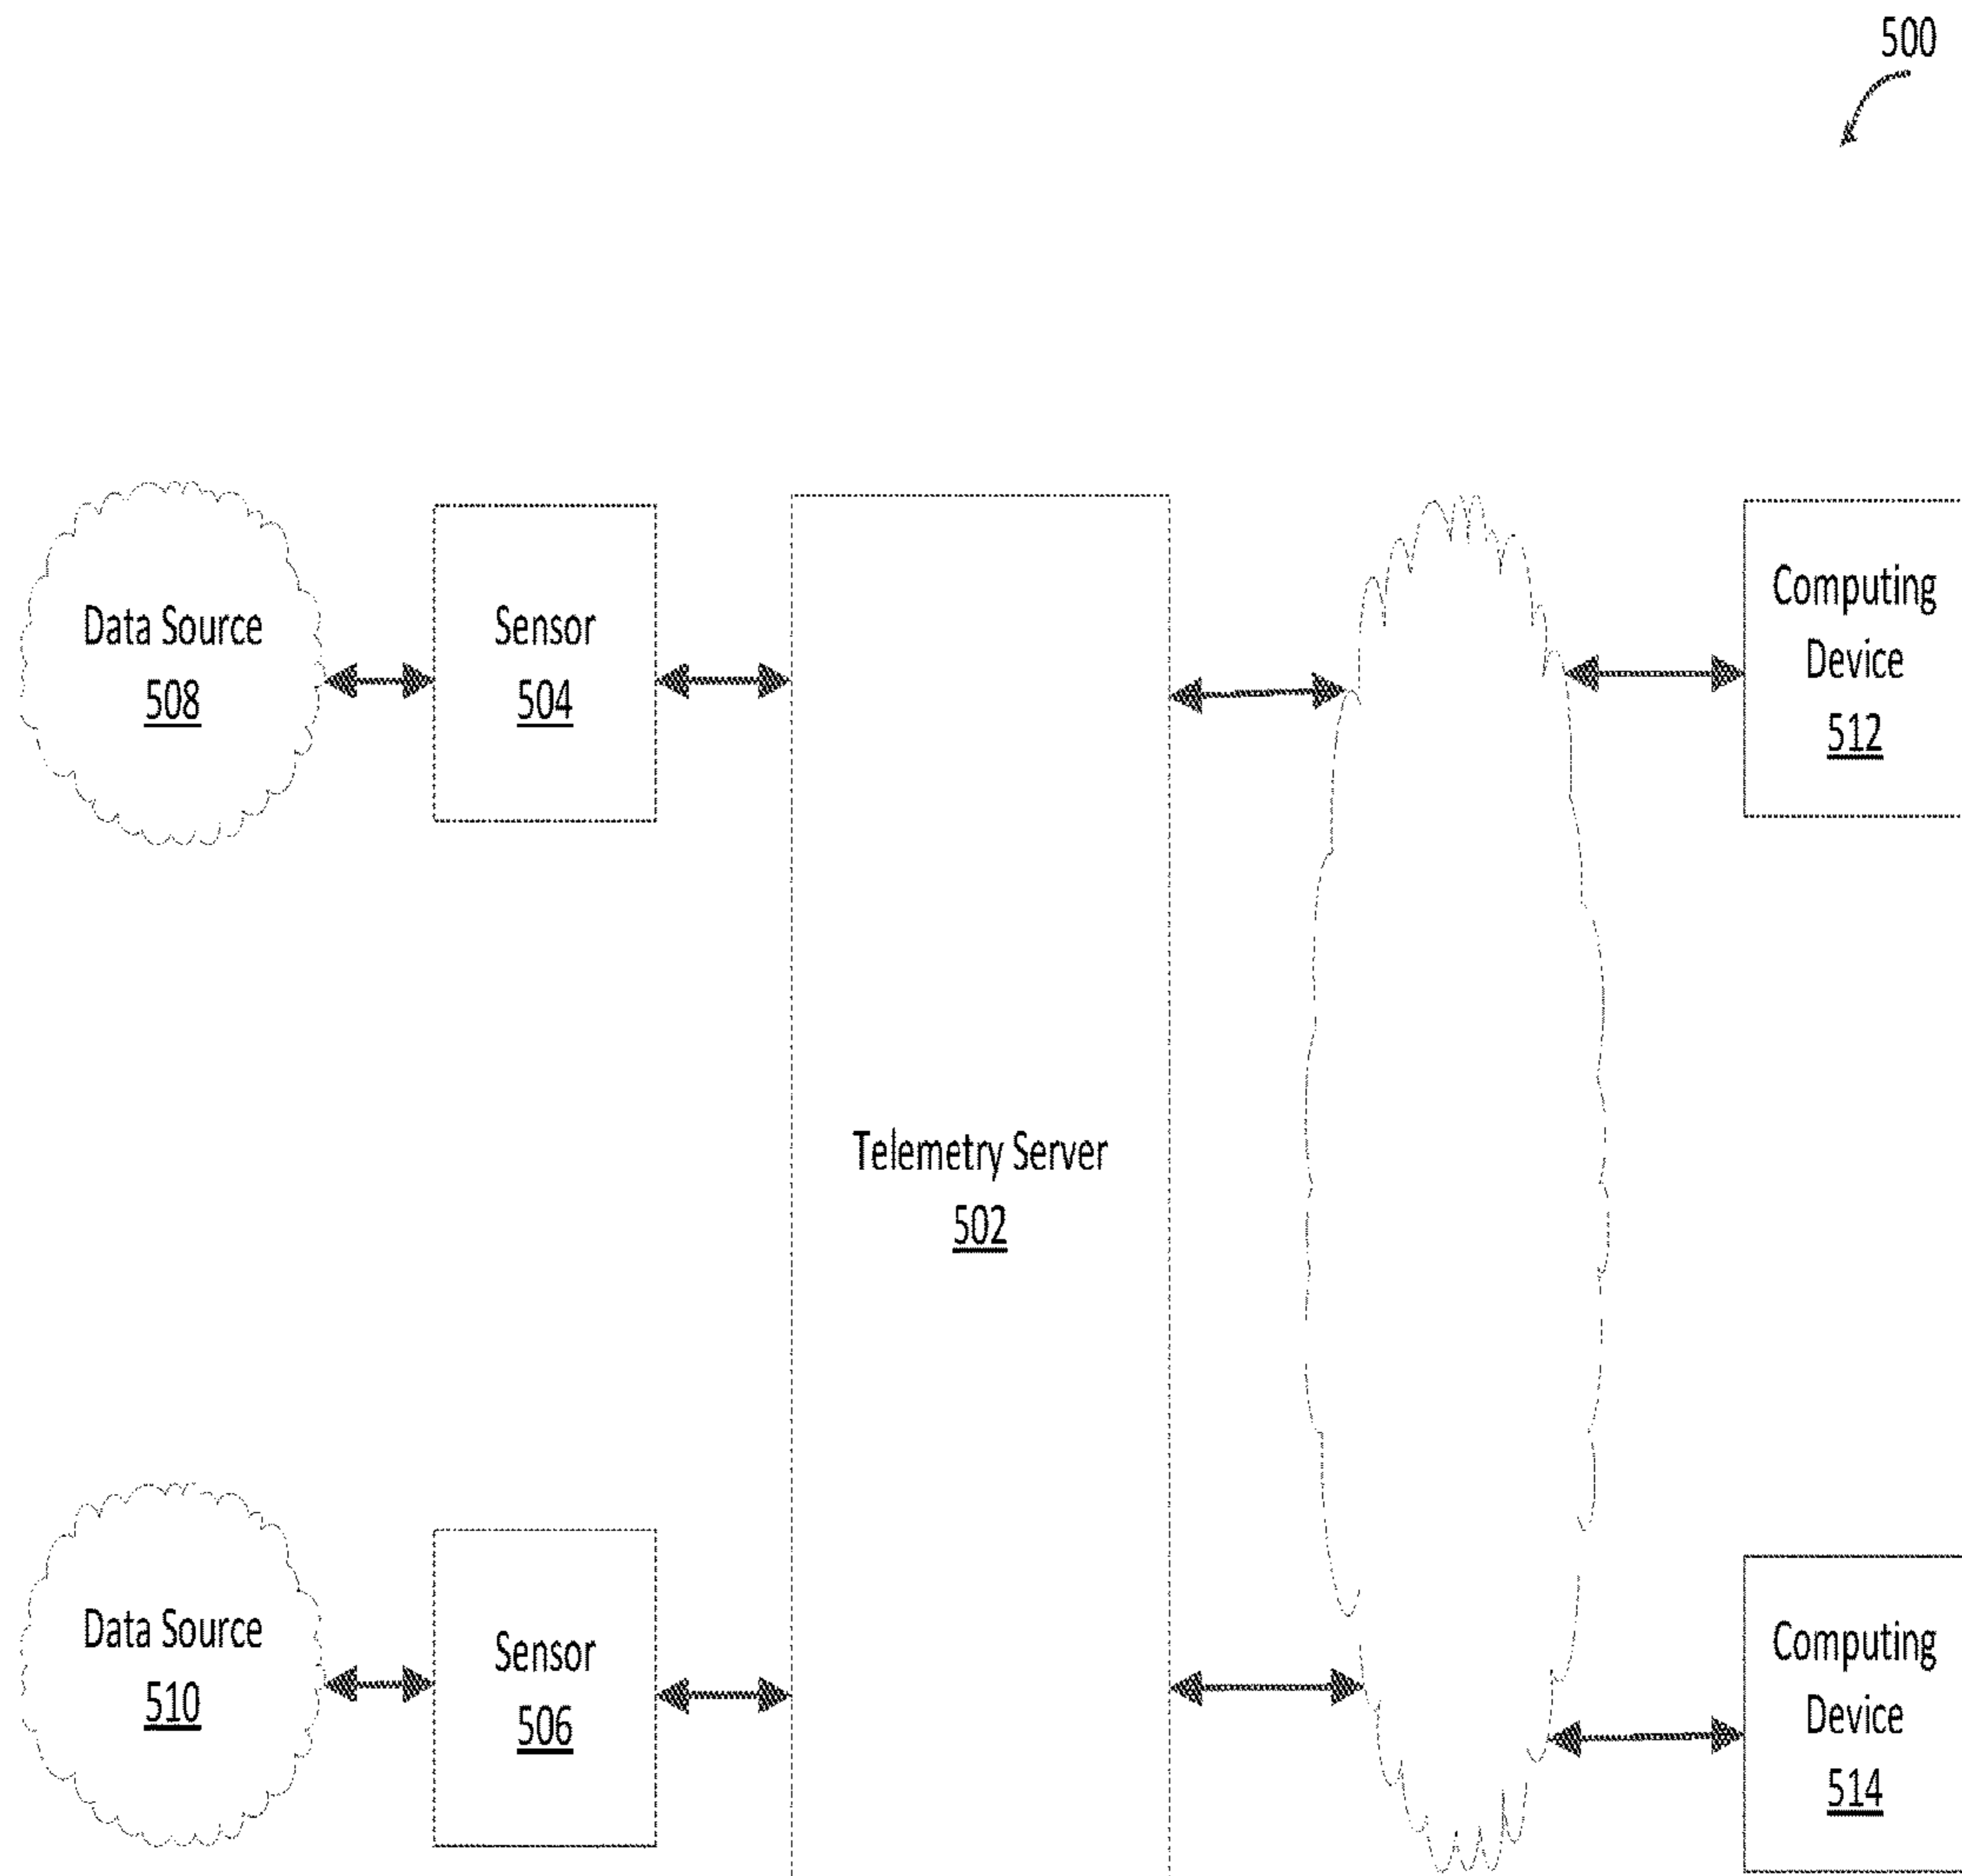 500
Data Source
508
Sensor
504
Computing
Device
512
Telemetry Server
502
Data Source
510
Sensor
506
Computing
Device
514